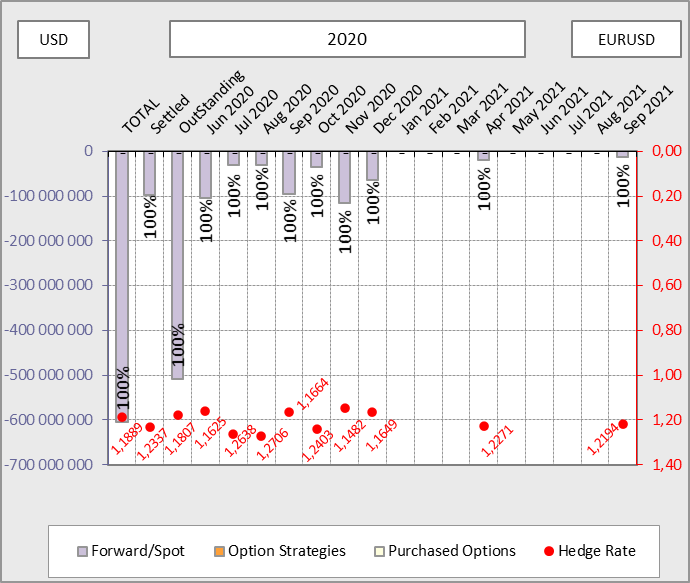 USD
2020
EURUSD
TOTAL
Settled
OutStanding
Jun 2020
Jul 2020
Aug 2020
Sep 2020
Oct 2020
Nov 2020
Dec 2020
Jan 2021
Feb 2021
Mar 2021
Apr 2021
May 2021
Jun 2021
Jul 2021
Aug 2021
Sep 2021
0
-100 000 000
-200 000 000
-300 000 000
-400 000 000
-500 000 000
-600 000 000
-700 000 000
0,00
0,20
0,40
0,60
0,80
1,00
1,20
1,40
100%
100%
100%
100%
100%
100%
100%
100%
100%
100%
100%
100%
1,1889
1,2337
1,1807
1,1625
1,2638
1,2706
1,1664
1,2403
1,1482
1,1649
1,2271
1,2194
Forward/Spot
Option Strategies
Purchased Options
Hedge Rate